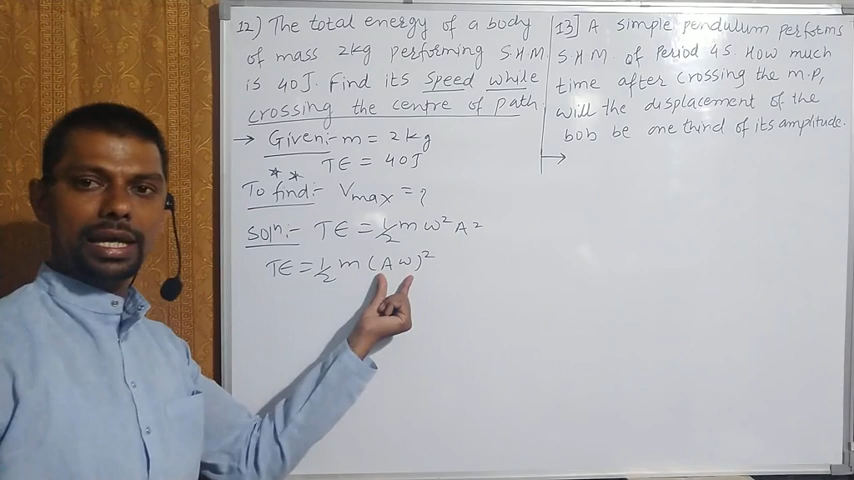 12) The total energy of a body
of mass 2kg performing S.H.M.
is 40J. Find its speed while
crossing the centre of path.
→ Given:- m = 2kg
TE = 40J
To find:- Vmax = ?
Soln:- TE = 1/2 m ω² A²
TE = 1/2 m (A ω)²
13] A simple pendulum performs
S.H.M. of Period 4S. How much
time after crossing the m.p,
will the displacement of the
bob be one third of its amplitude.
→